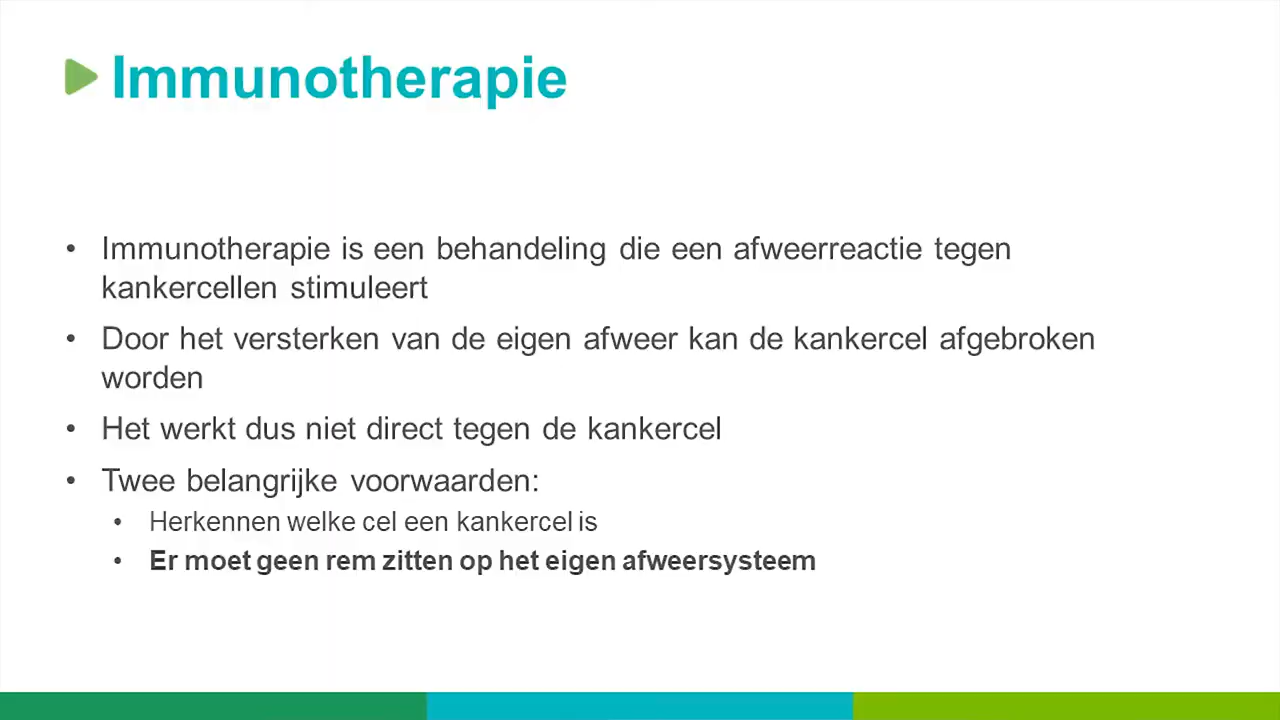 Immunotherapie
• Immunotherapie is een behandeling die een afweerreactie tegen
kankercellen stimuleert
• Door het versterken van de eigen afweer kan de kankercel afgebroken
worden
• Het werkt dus niet direct tegen de kankercel
• Twee belangrijke voorwaarden:
• Herkennen welke cel een kankercel is
• Er moet geen rem zitten op het eigen afweersysteem